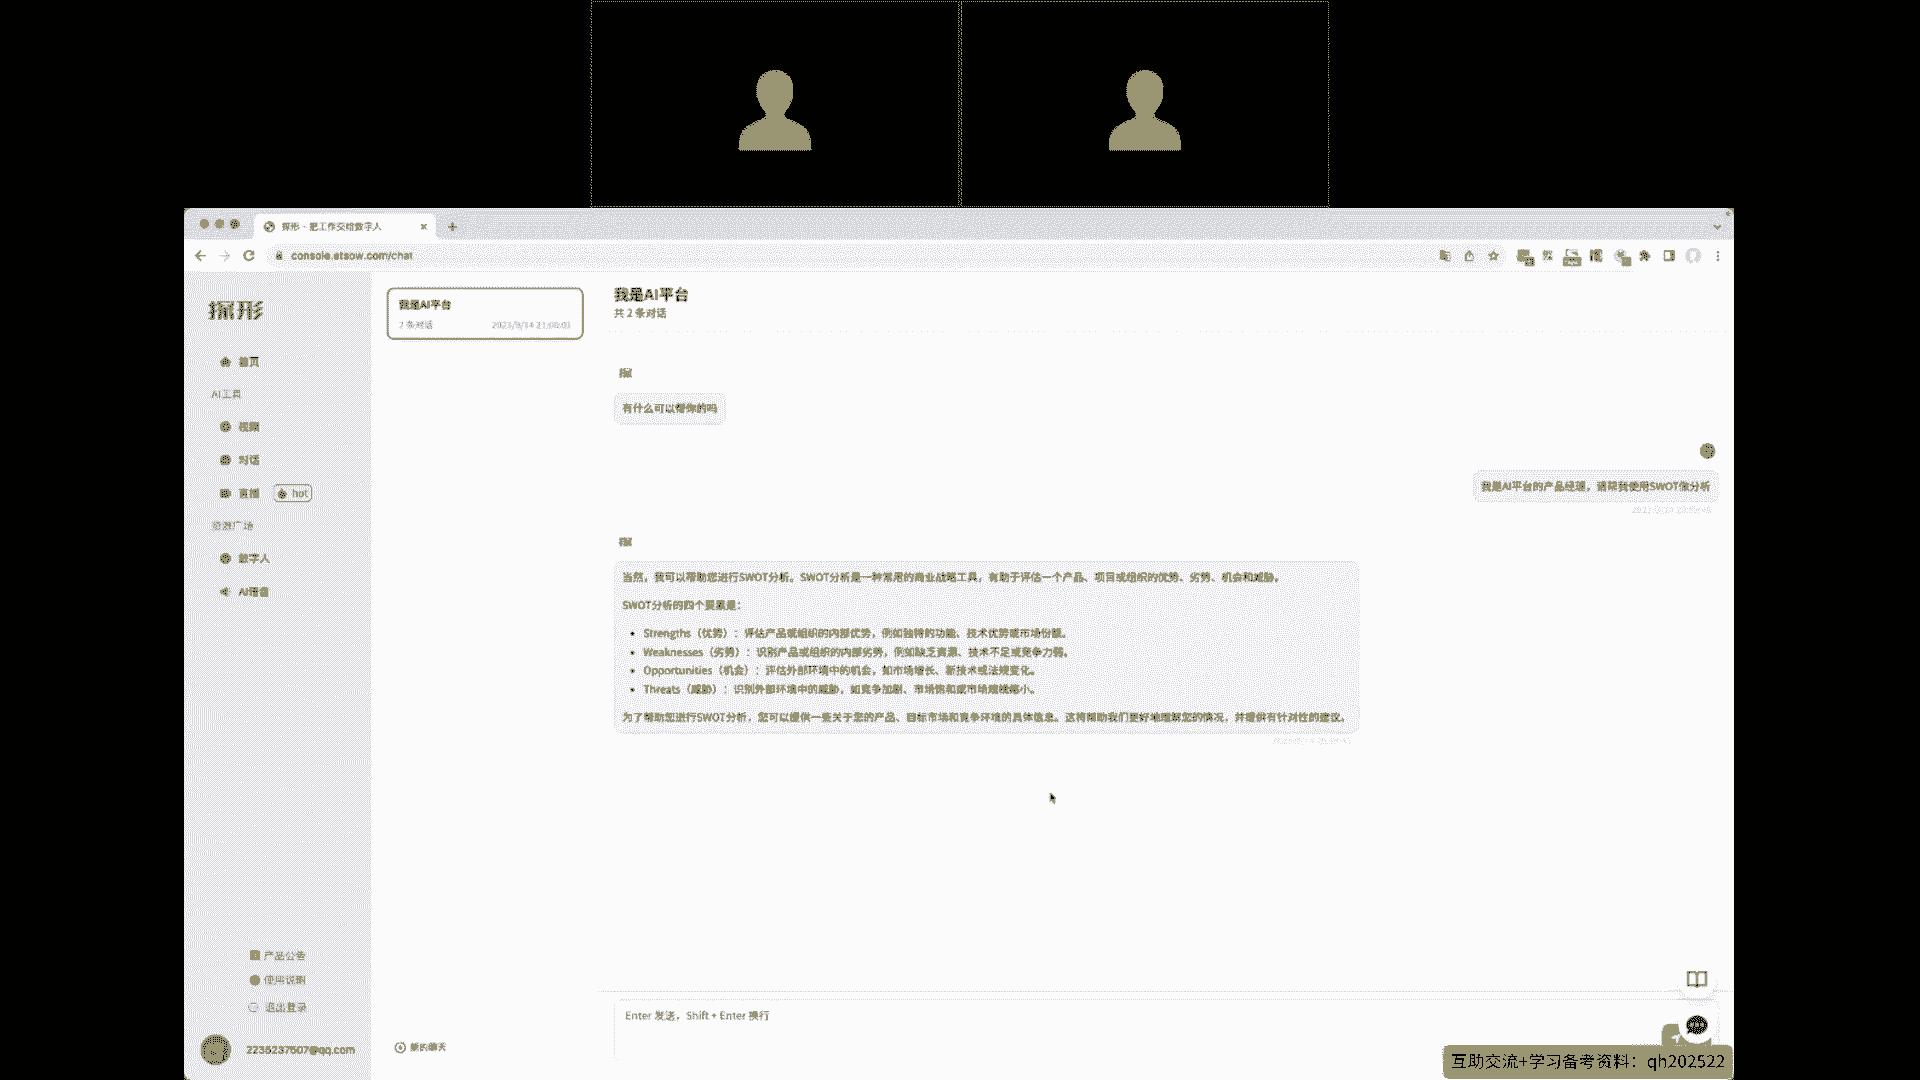 探形 - 把工作交给数字人
console.etsow.com/chat
探形
首页
AI工具
视频
对话
直播
hot
资源广场
数字人
AI语音
产品公告
使用说明
退出登录
2235237507@qq.com
我是AI平台
2 条对话
新的聊天
我是AI平台
共 2 条对话
有什么可以帮你的吗
我是AI平台的产品经理，请帮我使用SWOT做分析
当然，我可以帮助您进行SWOT分析。SWOT分析是一种常用的商业战略工具，有助于评估一个产品、项目或组织的优势、劣势、机会和威胁。
SWOT分析的四个要素是：
Strengths（优势）：评估产品或组织的内部优势，例如独特的功能、技术优势或市场份额。
Weaknesses（劣势）：识别产品或组织的内部劣势，例如缺乏资源、技术不足或竞争力弱。
Opportunities（机会）：评估外部环境中的机会，如市场增长、新技术或法规变化。
Threats（威胁）：识别外部环境中的威胁，如竞争加剧、市场饱和或市场规模缩小。
为了帮助您进行SWOT分析，您可以提供一些关于您的产品、目标市场和竞争环境的具体信息。这将帮助我们更好地理解您的情况，并提供有针对性的建议。
Enter 发送，Shift + Enter 换行
互助交流+学习备考资料：qh202522